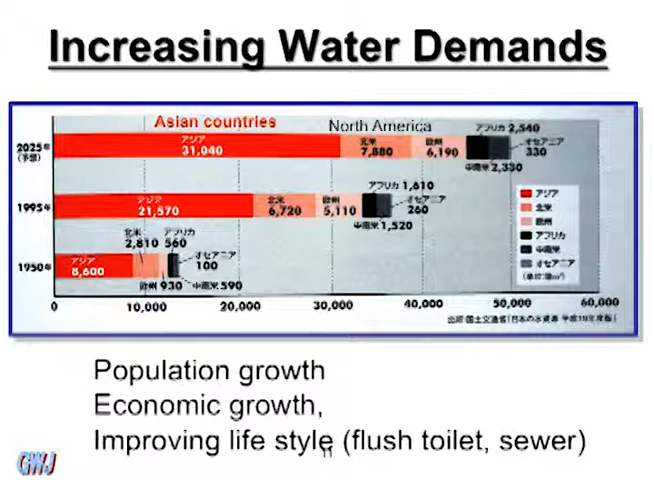 Increasing Water Demands
Asian countries
North America
アフリカ 2,540
2025年
(予想)
アジア
31,040
北米
7,880
欧州
6,190
オセアニア
330
中南米 2,330
1995年
アジア
21,570
北米
6,720
欧州
5,110
アフリカ 1,610
オセアニア
260
中南米 1,520
1950年
アジア
8,600
北米
2,810
アフリカ
560
オセアニア
100
欧州 930
中南米 590
アジア
北米
欧州
アフリカ
中南米
オセアニア
(単位:億m³)
0
10,000
20,000
30,000
40,000
50,000
60,000
出所:国土交通省「日本の水資源 平成19年度版」
Population growth
Economic growth,
Improving life style (flush toilet, sewer)
11
GWJ